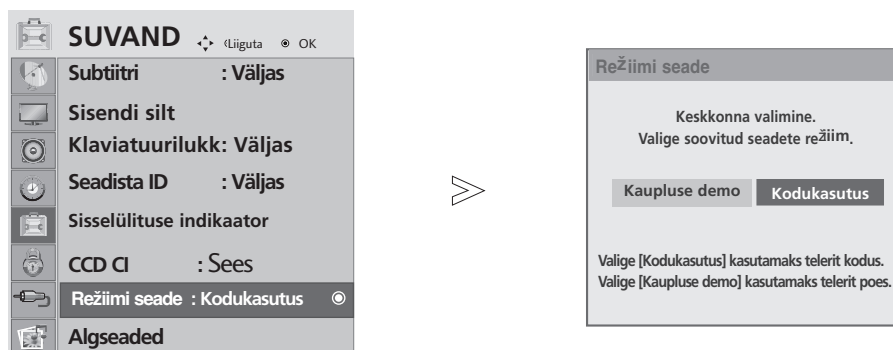 SUVAND Liiguta OK
Subtiitri : Väljas
Sisendi silt
Klaviatuurilukk: Väljas
Seadista ID : Väljas
Sisselülituse indikaator
CCD CI : Sees
Režiimi seade : Kodukasutus
Algseaded
Režiimi seade
Keskkonna valimine.
Valige soovitud seadete režiim.
Kaupluse demo Kodukasutus
Valige [Kodukasutus] kasutamaks telerit kodus.
Valige [Kaupluse demo] kasutamaks telerit poes.